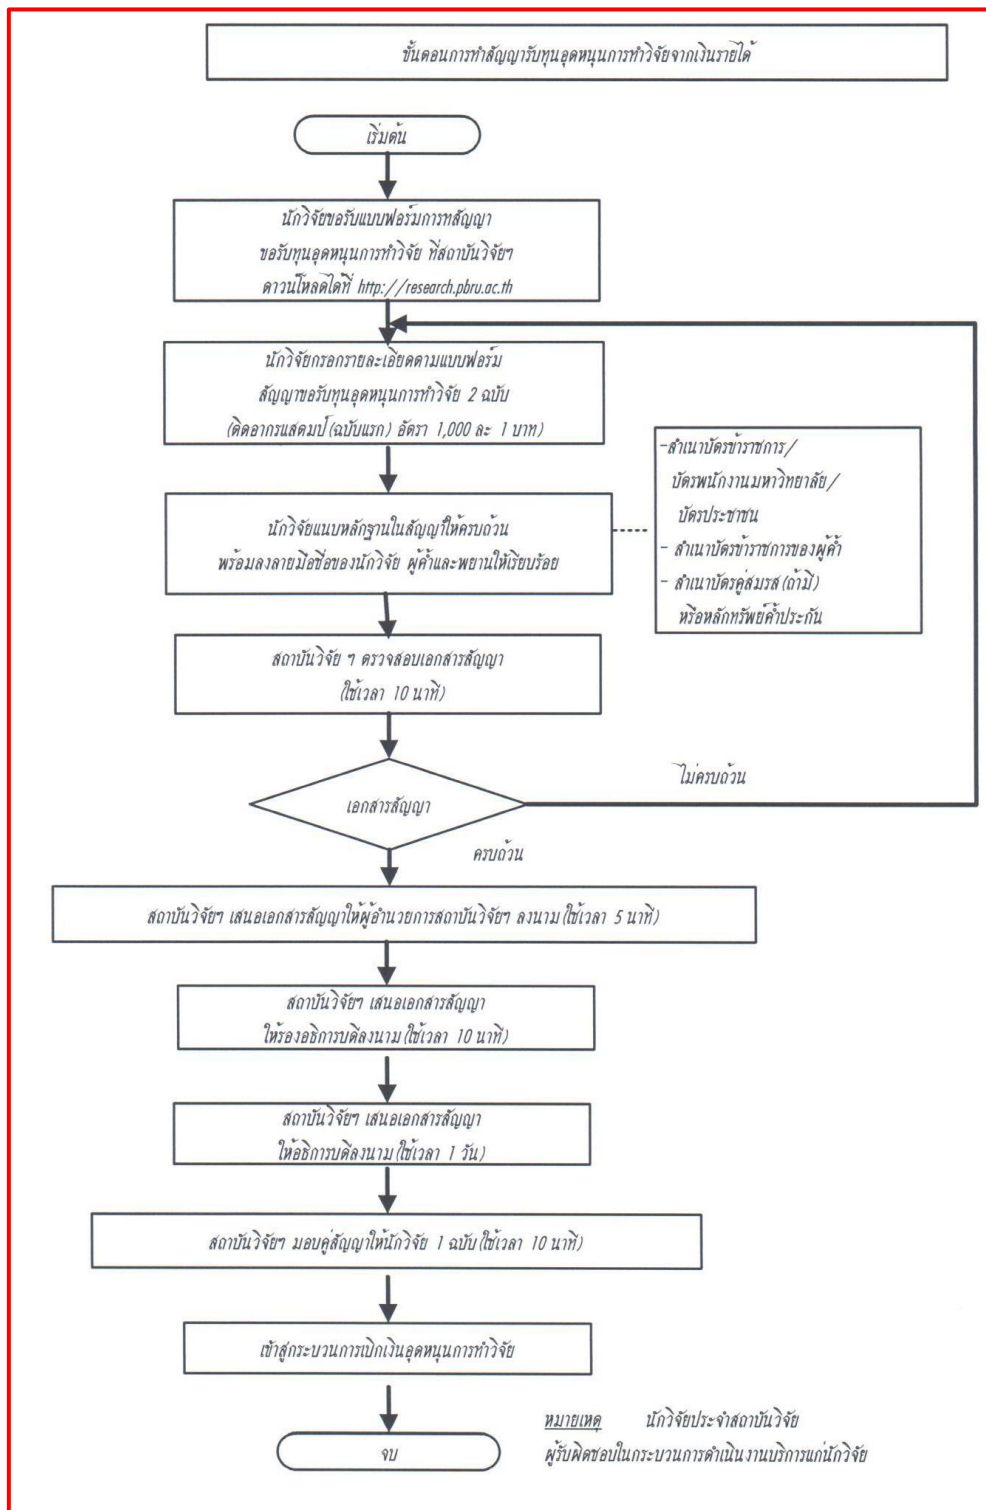 ขั้นตอนการทำสัญญารับทุนอุดหนุนการทำวิจัยจากเงินรายได้
เริ่มต้น
นักวิจัยขอรับแบบฟอร์มการทสัญญา
ขอรับทุนอุดหนุนการทำวิจัย ที่สถาบันวิจัยฯ
ดาวน์โหลดได้ที่ http://research.pbru.ac.th
นักวิจัยกรอกรายละเอียดตามแบบฟอร์ม
สัญญาขอรับทุนอุดหนุนการทำวิจัย 2 ฉบับ
(ติดอากรแสตมป์(ฉบับแรก) อัตรา 1,000 ละ 1 บาท)
นักวิจัยแนบหลักฐานในสัญญาให้ครบถ้วน
พร้อมลงลายมือชื่อของนักวิจัย ผู้ค้ำและพยานให้เรียบร้อย
-สำเนาบัตรข้าราชการ/
บัตรพนักงานมหาวิทยาลัย/
บัตรประชาชน
- สำเนาบัตรข้าราชการของผู้ค้ำ
- สำเนาบัตรคู่สมรส(ถ้ามี)
หรือหลักทรัพย์ค้ำประกัน
สถาบันวิจัย ฯ ตรวจสอบเอกสารสัญญา
(ใช้เวลา 10 นาที)
เอกสารสัญญา
ไม่ครบถ้วน
ครบถ้วน
สถาบันวิจัยฯ เสนอเอกสารสัญญาให้ผู้อำนวยการสถาบันวิจัยฯ ลงนาม(ใช้เวลา 5 นาที)
สถาบันวิจัยฯ เสนอเอกสารสัญญา
ให้รองอธิการบดีลงนาม(ใช้เวลา 10 นาที)
สถาบันวิจัยฯ เสนอเอกสารสัญญา
ให้อธิการบดีลงนาม(ใช้เวลา 1 วัน)
สถาบันวิจัยฯ มอบคู่สัญญาให้นักวิจัย 1 ฉบับ(ใช้เวลา 10 นาที)
เข้าสู่กระบวนการเบิกเงินอุดหนุนการทำวิจัย
จบ
หมายเหตุ นักวิจัยประจำสถาบันวิจัย
ผู้รับผิดชอบในกระบวนการดำเนินงานบริการแก่นักวิจัย